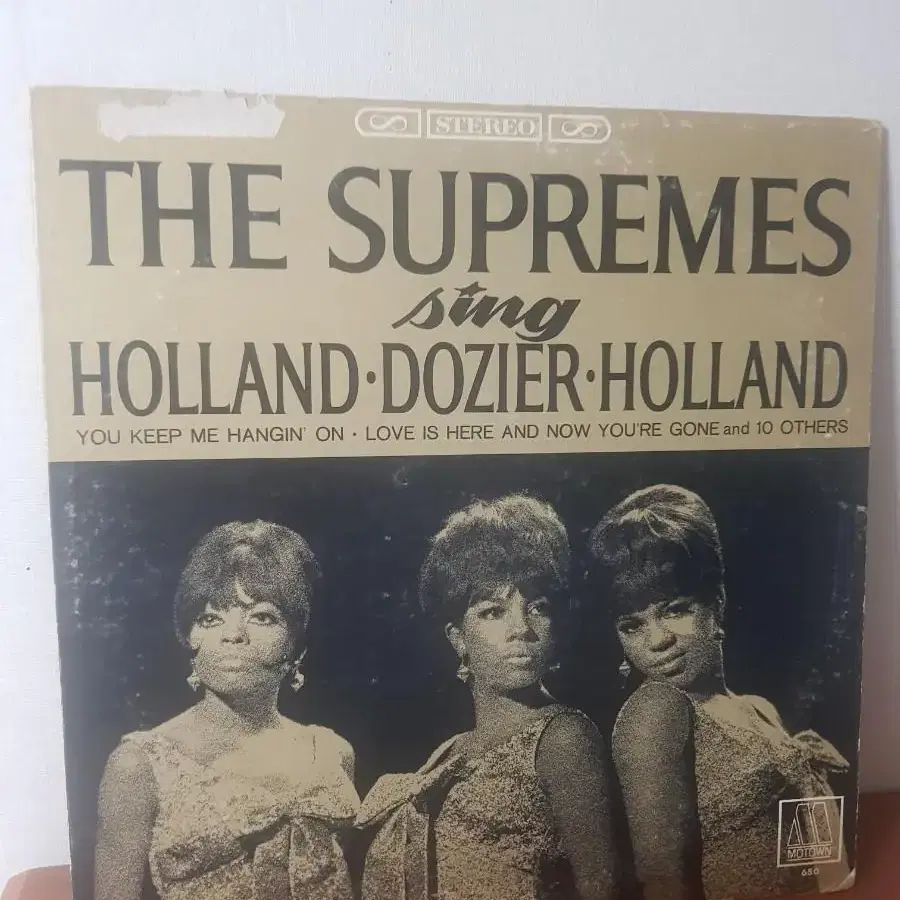 STEREO
THE SUPREMES
sing
HOLLAND·DOZIER·HOLLAND
YOU KEEP ME HANGIN' ON · LOVE IS HERE AND NOW YOU'RE GONE and 10 OTHERS
M
MOTOWN
650